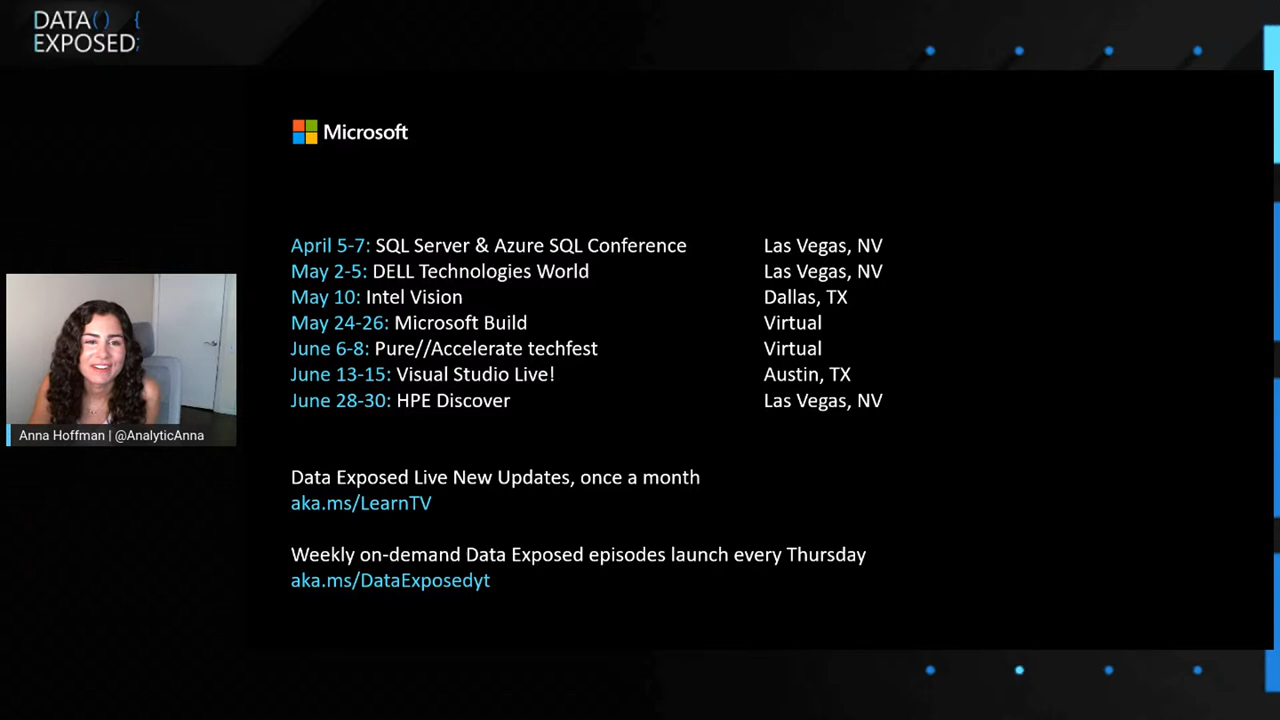 DATA() {
EXPOSED;
Microsoft
April 5-7: SQL Server & Azure SQL Conference Las Vegas, NV
May 2-5: DELL Technologies World Las Vegas, NV
May 10: Intel Vision Dallas, TX
May 24-26: Microsoft Build Virtual
June 6-8: Pure//Accelerate techfest Virtual
June 13-15: Visual Studio Live! Austin, TX
June 28-30: HPE Discover Las Vegas, NV
Anna Hoffman | @AnalyticAnna
Data Exposed Live New Updates, once a month
aka.ms/LearnTV
Weekly on-demand Data Exposed episodes launch every Thursday
aka.ms/DataExposedyt